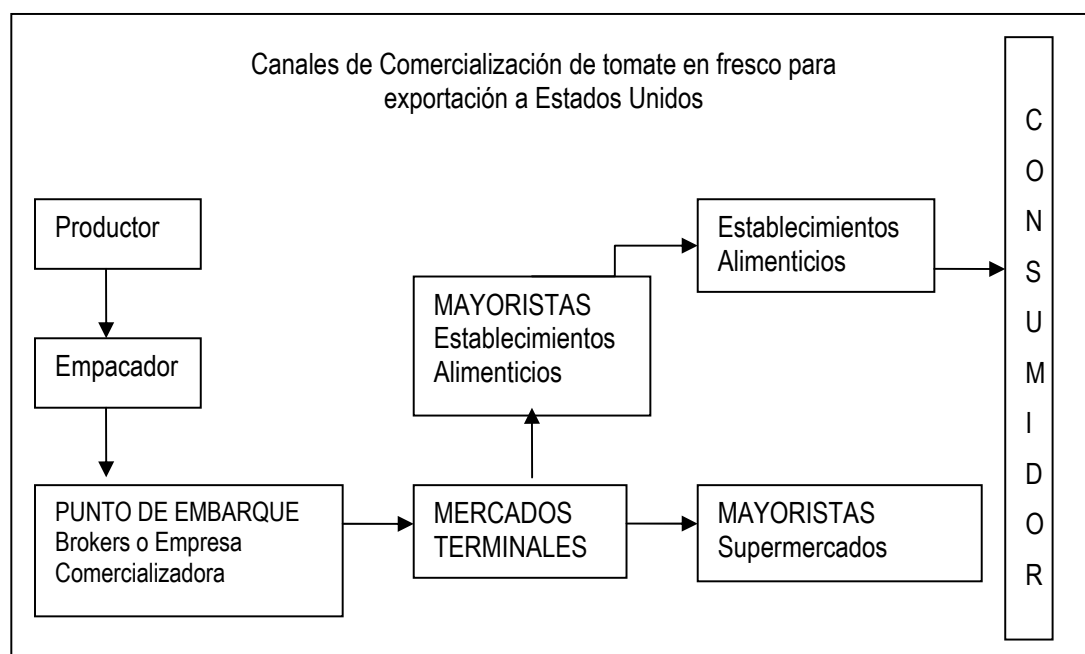 Canales de Comercialización de tomate en fresco para
exportación a Estados Unidos
Productor
Empacador
PUNTO DE EMBARQUE
Brokers o Empresa
Comercializadora
MERCADOS
TERMINALES
MAYORISTAS
Establecimientos
Alimenticios
MAYORISTAS
Supermercados
Establecimientos
Alimenticios
C
O
N
S
U
M
I
D
O
R